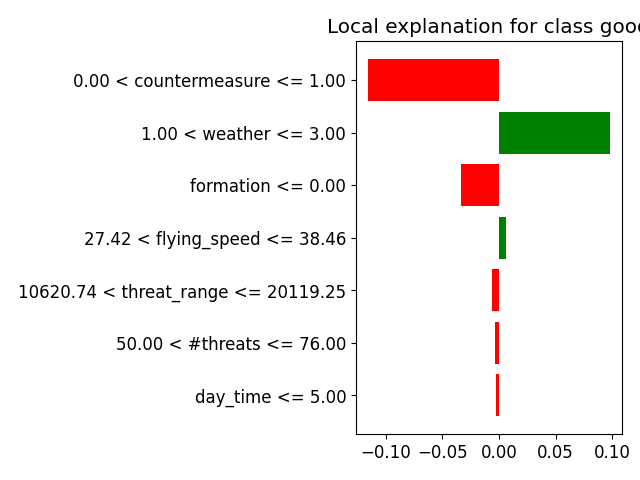 Local explanation for class good
0.00 < countermeasure <= 1.00
1.00 < weather <= 3.00
formation <= 0.00
27.42 < flying_speed <= 38.46
10620.74 < threat_range <= 20119.25
50.00 < #threats <= 76.00
day_time <= 5.00
−0.10 −0.05 0.00 0.05 0.10